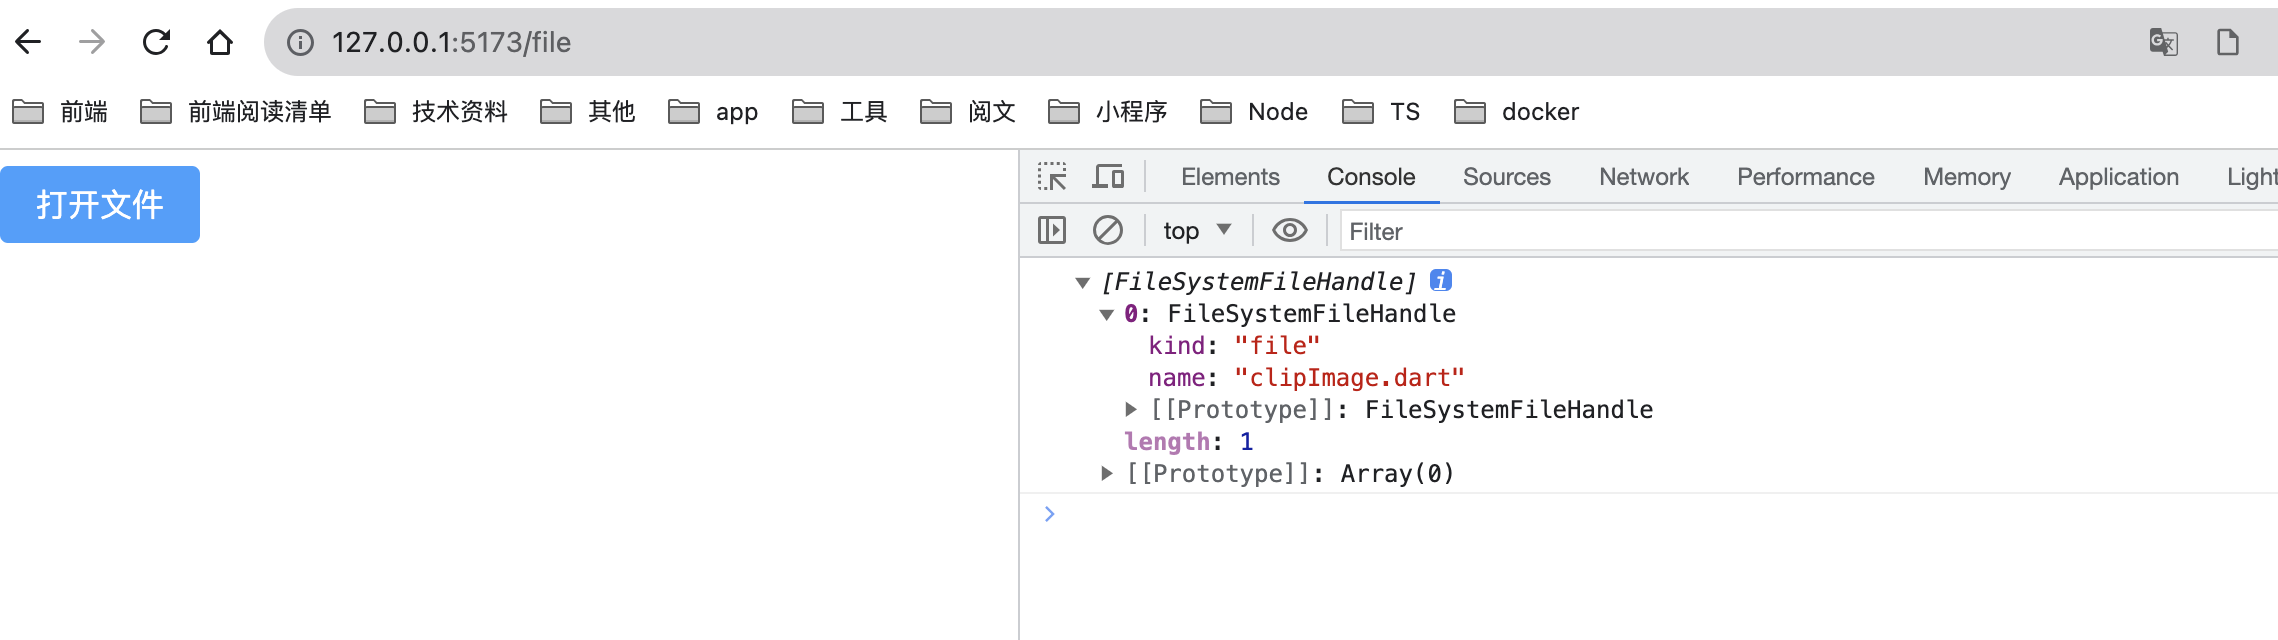 127.0.0.1:5173/file
前端 前端阅读清单 技术资料 其他 app 工具 阅文 小程序 Node TS docker
打开文件
Elements Console Sources Network Performance Memory Application Light
top Filter
[FileSystemFileHandle] i
0: FileSystemFileHandle
kind: "file"
name: "clipImage.dart"
[[Prototype]]: FileSystemFileHandle
length: 1
[[Prototype]]: Array(0)